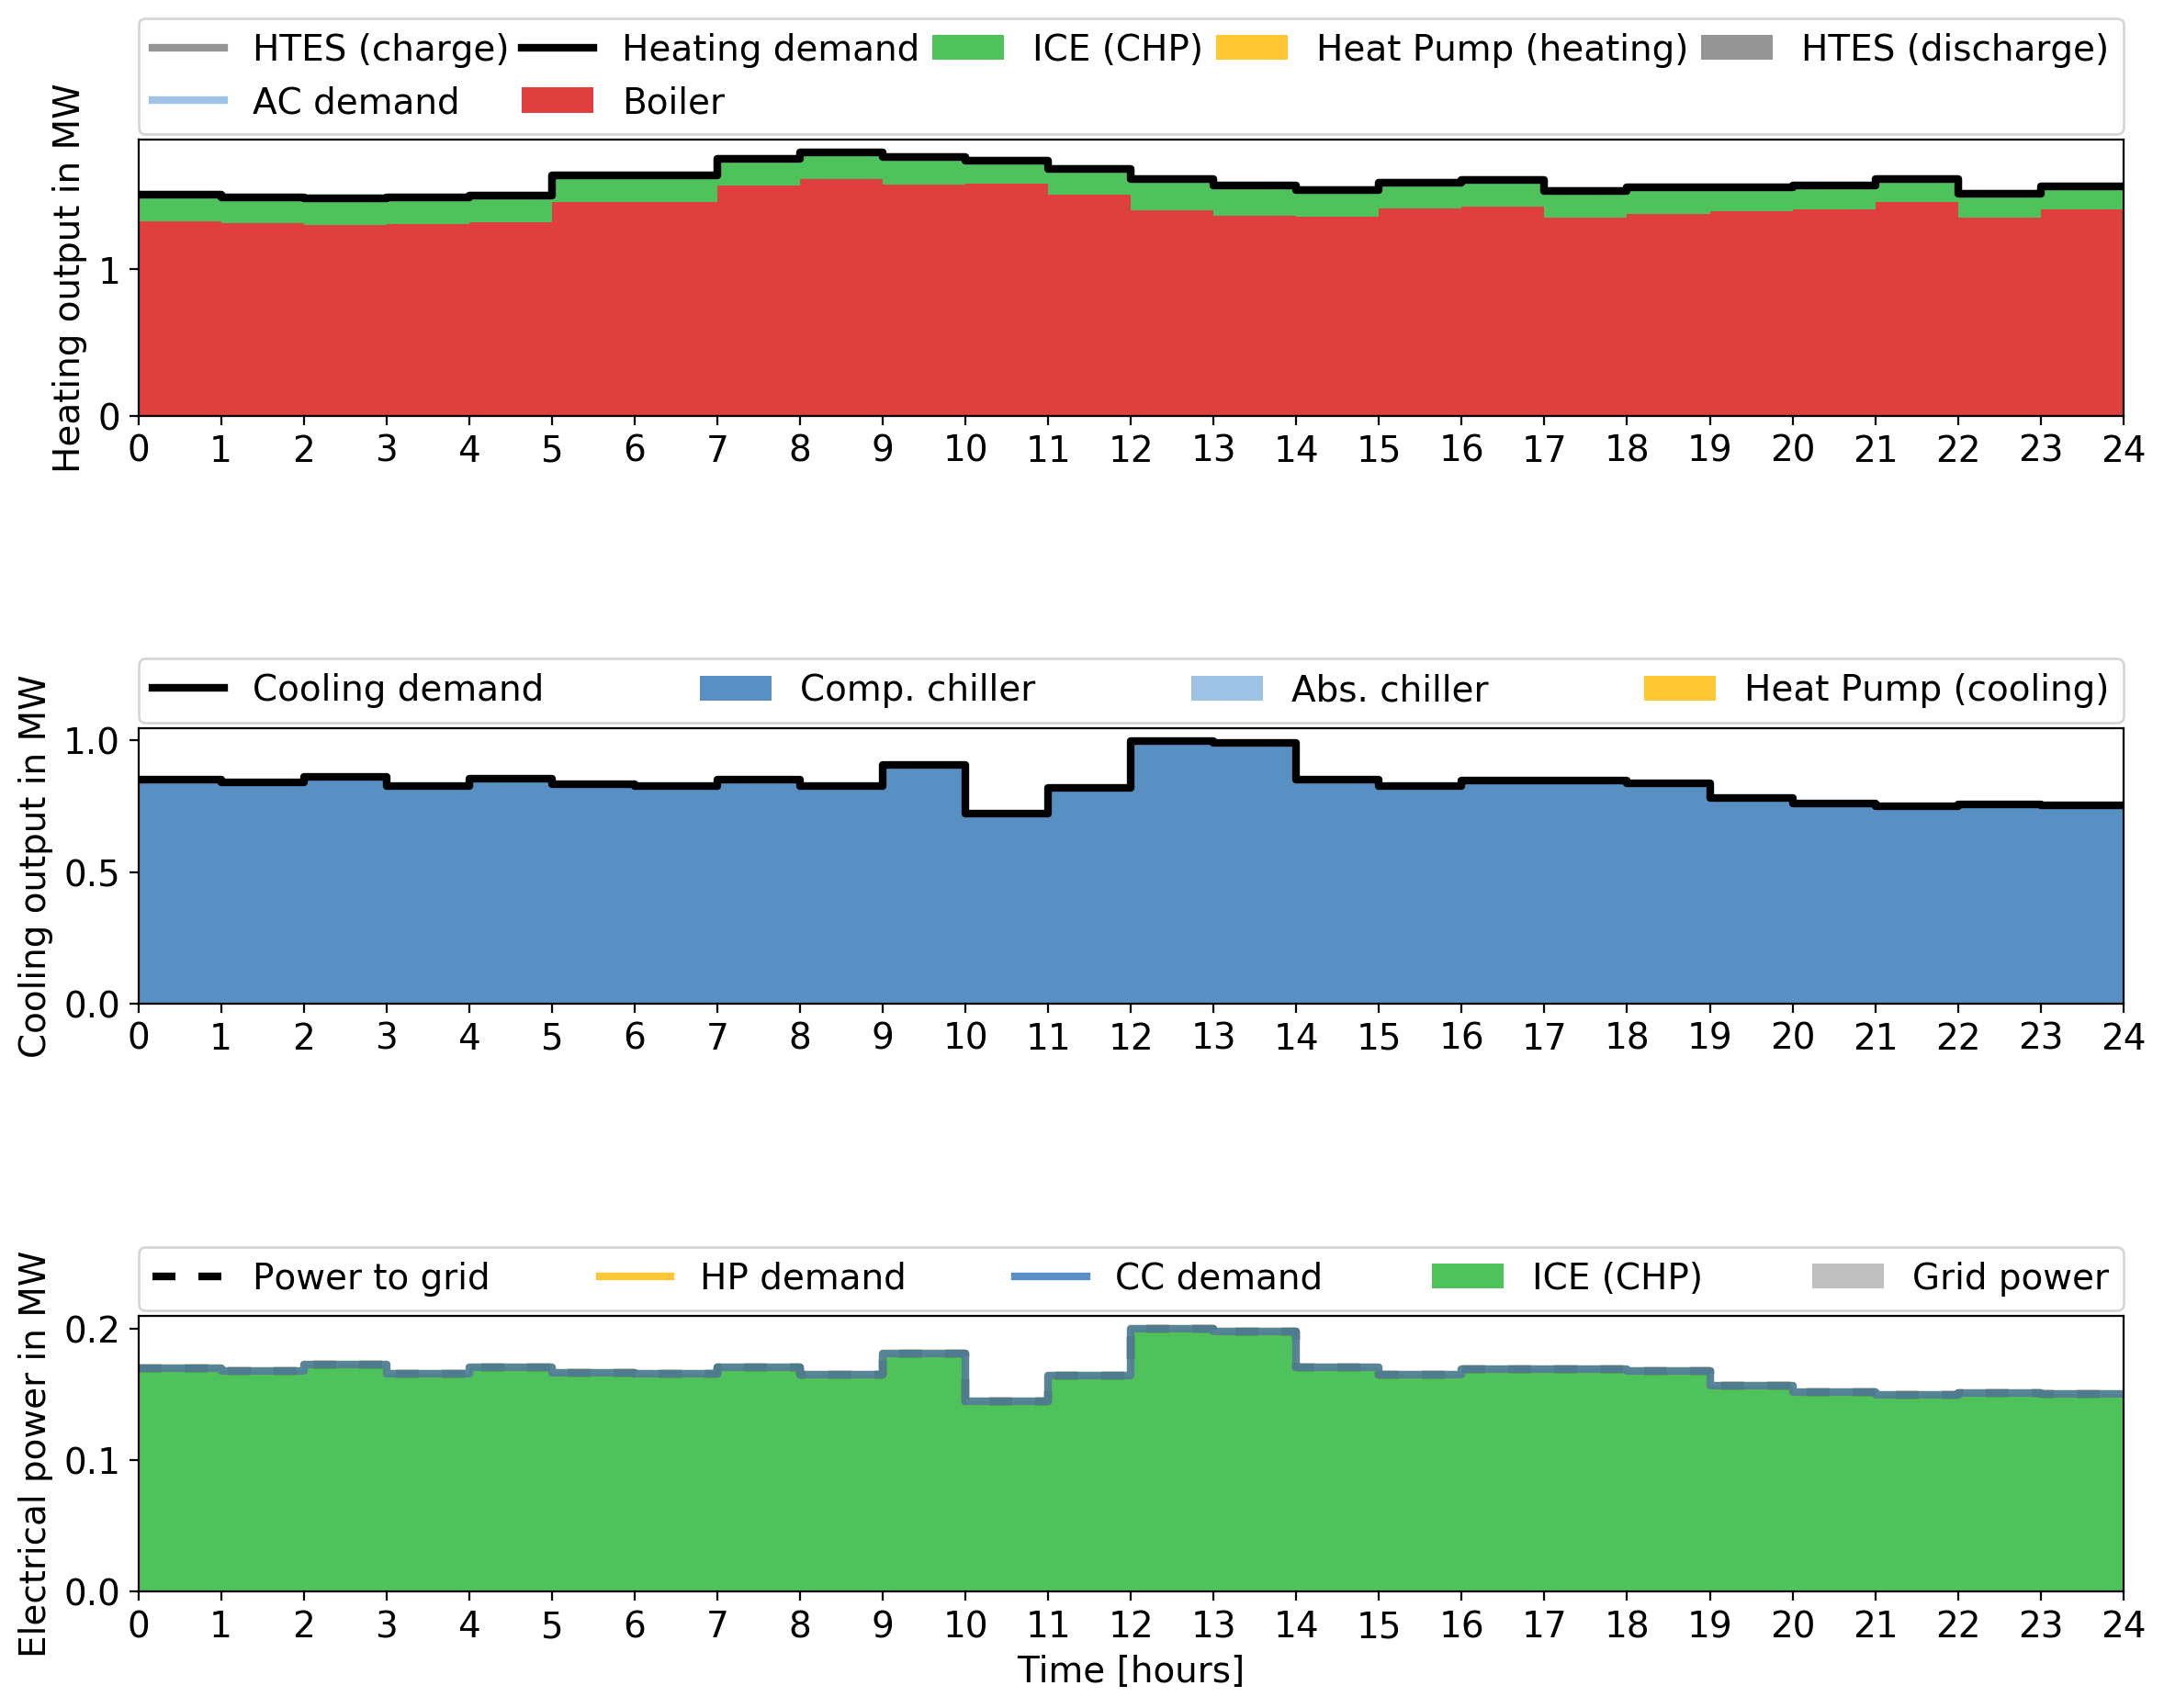 HTES (charge) Heating demand ICE (CHP) Heat Pump (heating) HTES (discharge)
AC demand Boiler
Heating output in MW
1
0
0 1 2 3 4 5 6 7 8 9 10 11 12 13 14 15 16 17 18 19 20 21 22 23 24
Cooling demand Comp. chiller Abs. chiller Heat Pump (cooling)
Cooling output in MW
1.0
0.5
0.0
0 1 2 3 4 5 6 7 8 9 10 11 12 13 14 15 16 17 18 19 20 21 22 23 24
Power to grid HP demand CC demand ICE (CHP) Grid power
Electrical power in MW
0.2
0.1
0.0
0 1 2 3 4 5 6 7 8 9 10 11 12 13 14 15 16 17 18 19 20 21 22 23 24
Time [hours]